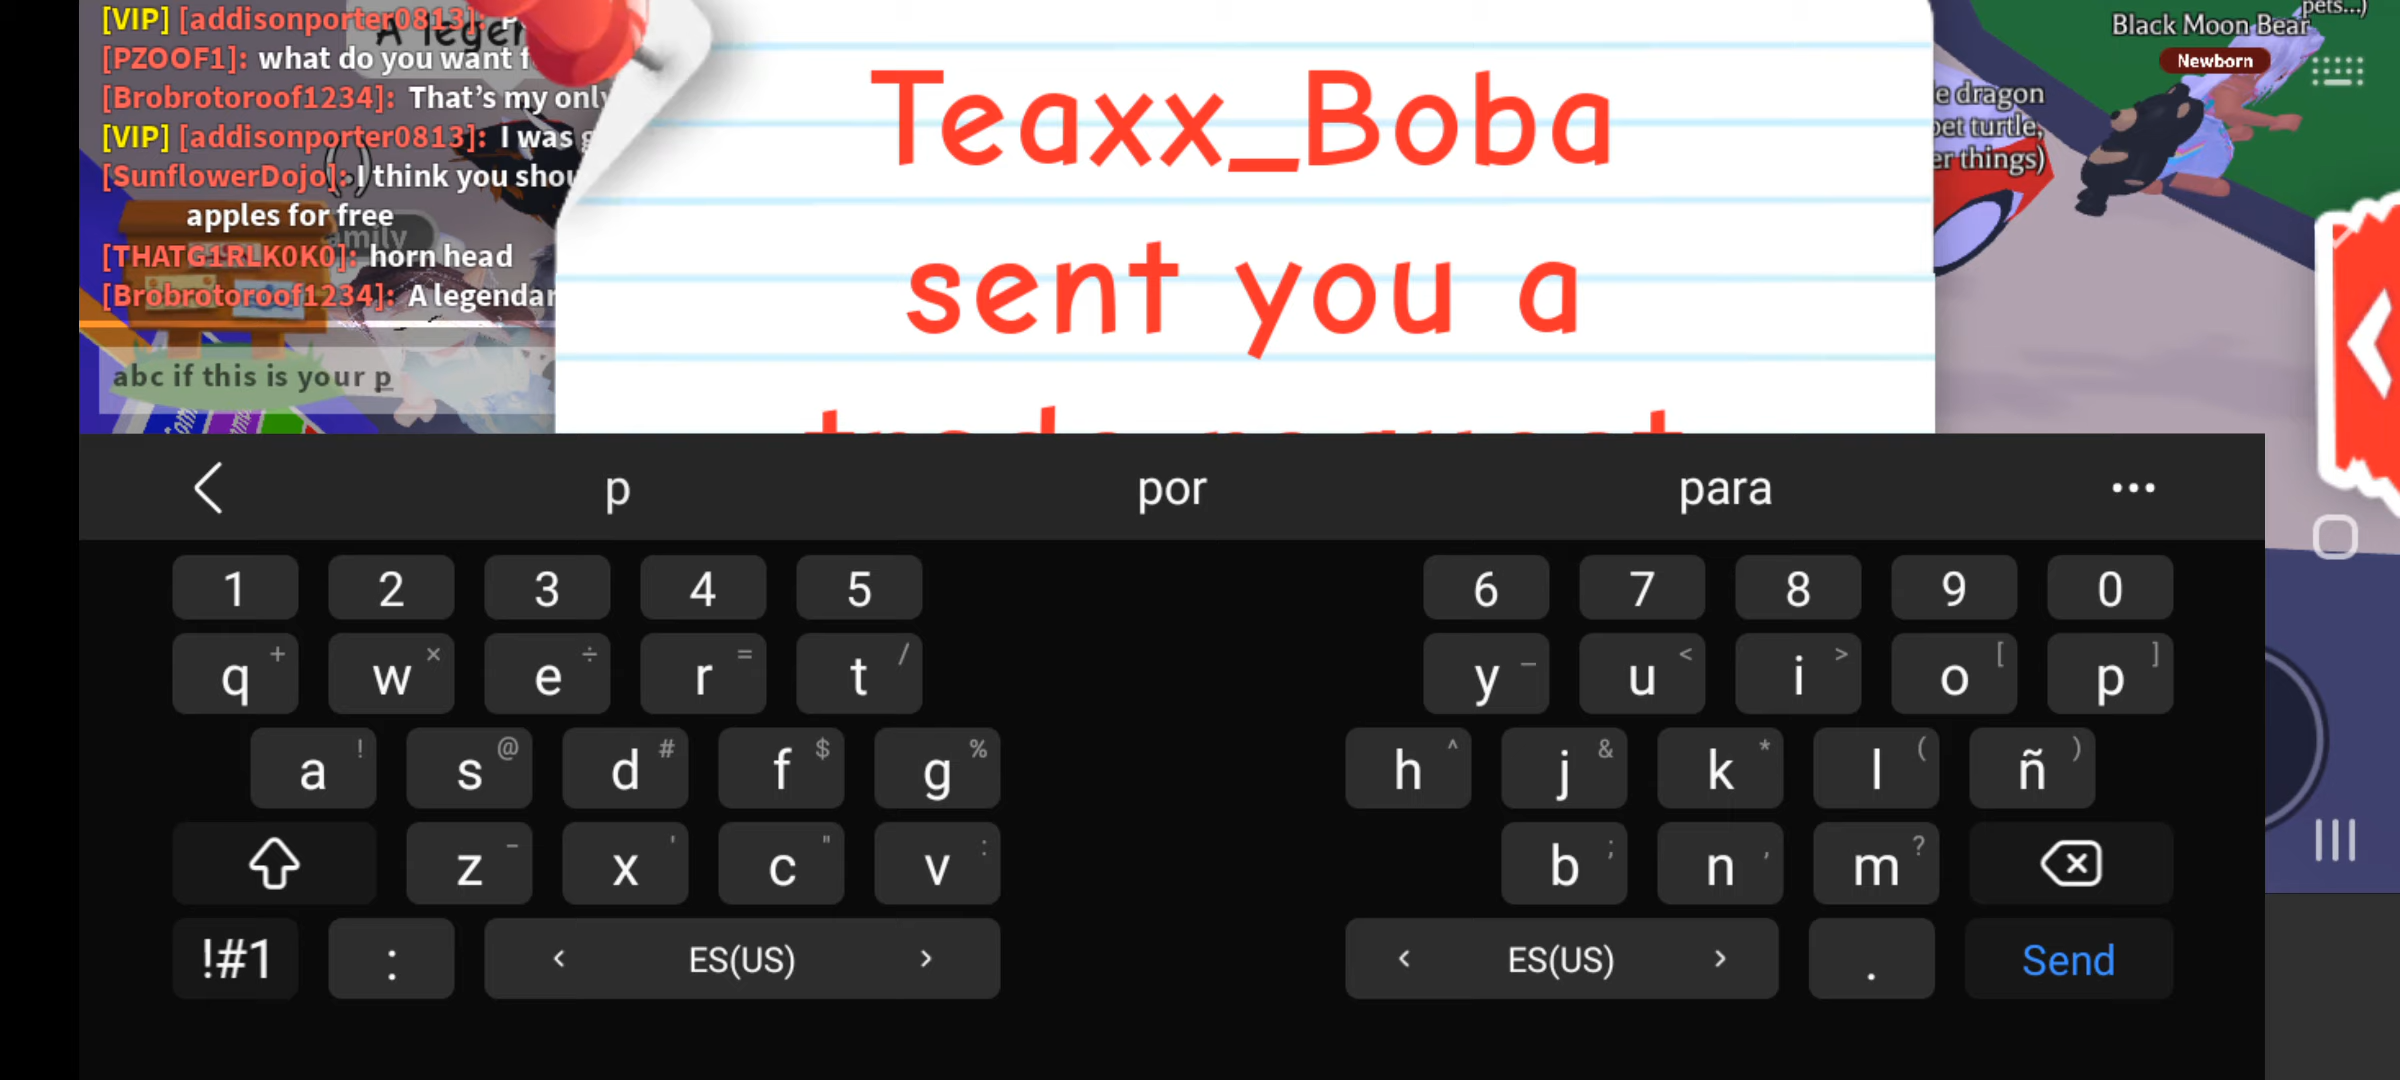 [VIP] [addisonporter0813]:
[PZOOF1]: what do you want
[Brobrotoroof1234]: That's my only
[VIP] [addisonporter0813]: I was
[SunflowerDojo]: I think you
apples for free
[THATG1RLK0K0]: horn head
[Brobrotoroof1234]: A
abc if this is your p
A
amily
Teaxx_Boba
sent you a
trade request
pets...)
Black Moon Bear
Newborn
dragon
pet turtle,
things)
p por para ...
1 2 3 4 5 6 7 8 9 0
q + w × e ÷ r = t / y _ u < i > o [ p ]
a ! s @ d # f $ g % h ^ j & k * l ( ñ )
z - x ' c " v : b ; n , m ?
!#1 : < ES(US) > < ES(US) > . Send